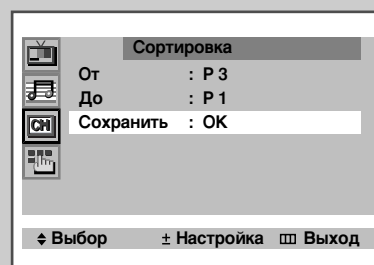 Сортировка
От : P 3
До : P 1
CH Сохранить : OK
Выбор ± Настройка Выход